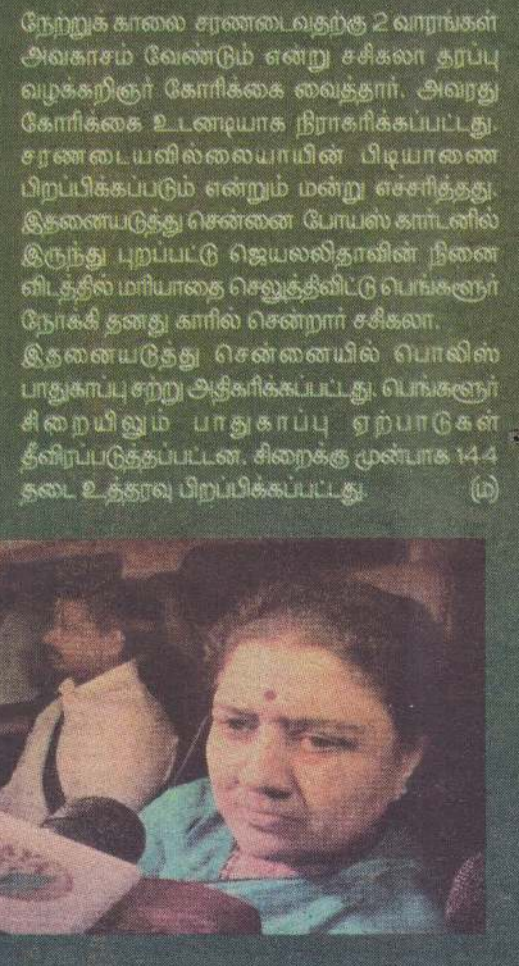 நேற்றுக் காலை சரணடைவதற்கு 2 வாரங்கள்
அவகாசம் வேண்டும் என்று சசிகலா தரப்பு
வழக்கறிஞர் கோரிக்கை வைத்தார். அவரது
கோரிக்கை உடனடியாக நிராகரிக்கப்பட்டது.
சரணடையவில்லையாயின் பிடியாணை
பிறப்பிக்கப்படும் என்றும் மன்று எச்சரித்தது.
இதனையடுத்து சென்னை போயஸ் கார்டனில்
இருந்து புறப்பட்டு ஜெயலலிதாவின் நினை
விடத்தில் மரியாதை செலுத்திவிட்டு பெங்களூர்
நோக்கி தனது காரில் சென்றார் சசிகலா.
இதனையடுத்து சென்னையில் பொலிஸ்
பாதுகாப்பு சற்று அதிகரிக்கப்பட்டது. பெங்களூர்
சிறையிலும் பாதுகாப்பு ஏற்பாடுகள்
தீவிரப்படுத்தப்பட்டன. சிறைக்கு முன்பாக 144
தடை உத்தரவு பிறப்பிக்கப்பட்டது. (ம)